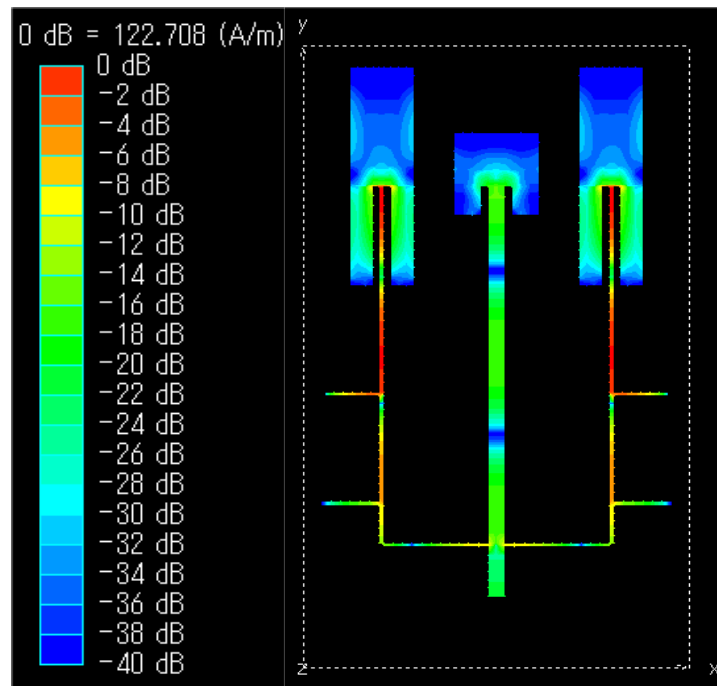 0 dB = 122.708 (A/m)
0 dB
-2 dB
-4 dB
-6 dB
-8 dB
-10 dB
-12 dB
-14 dB
-16 dB
-18 dB
-20 dB
-22 dB
-24 dB
-26 dB
-28 dB
-30 dB
-32 dB
-34 dB
-36 dB
-38 dB
-40 dB
y
z
x